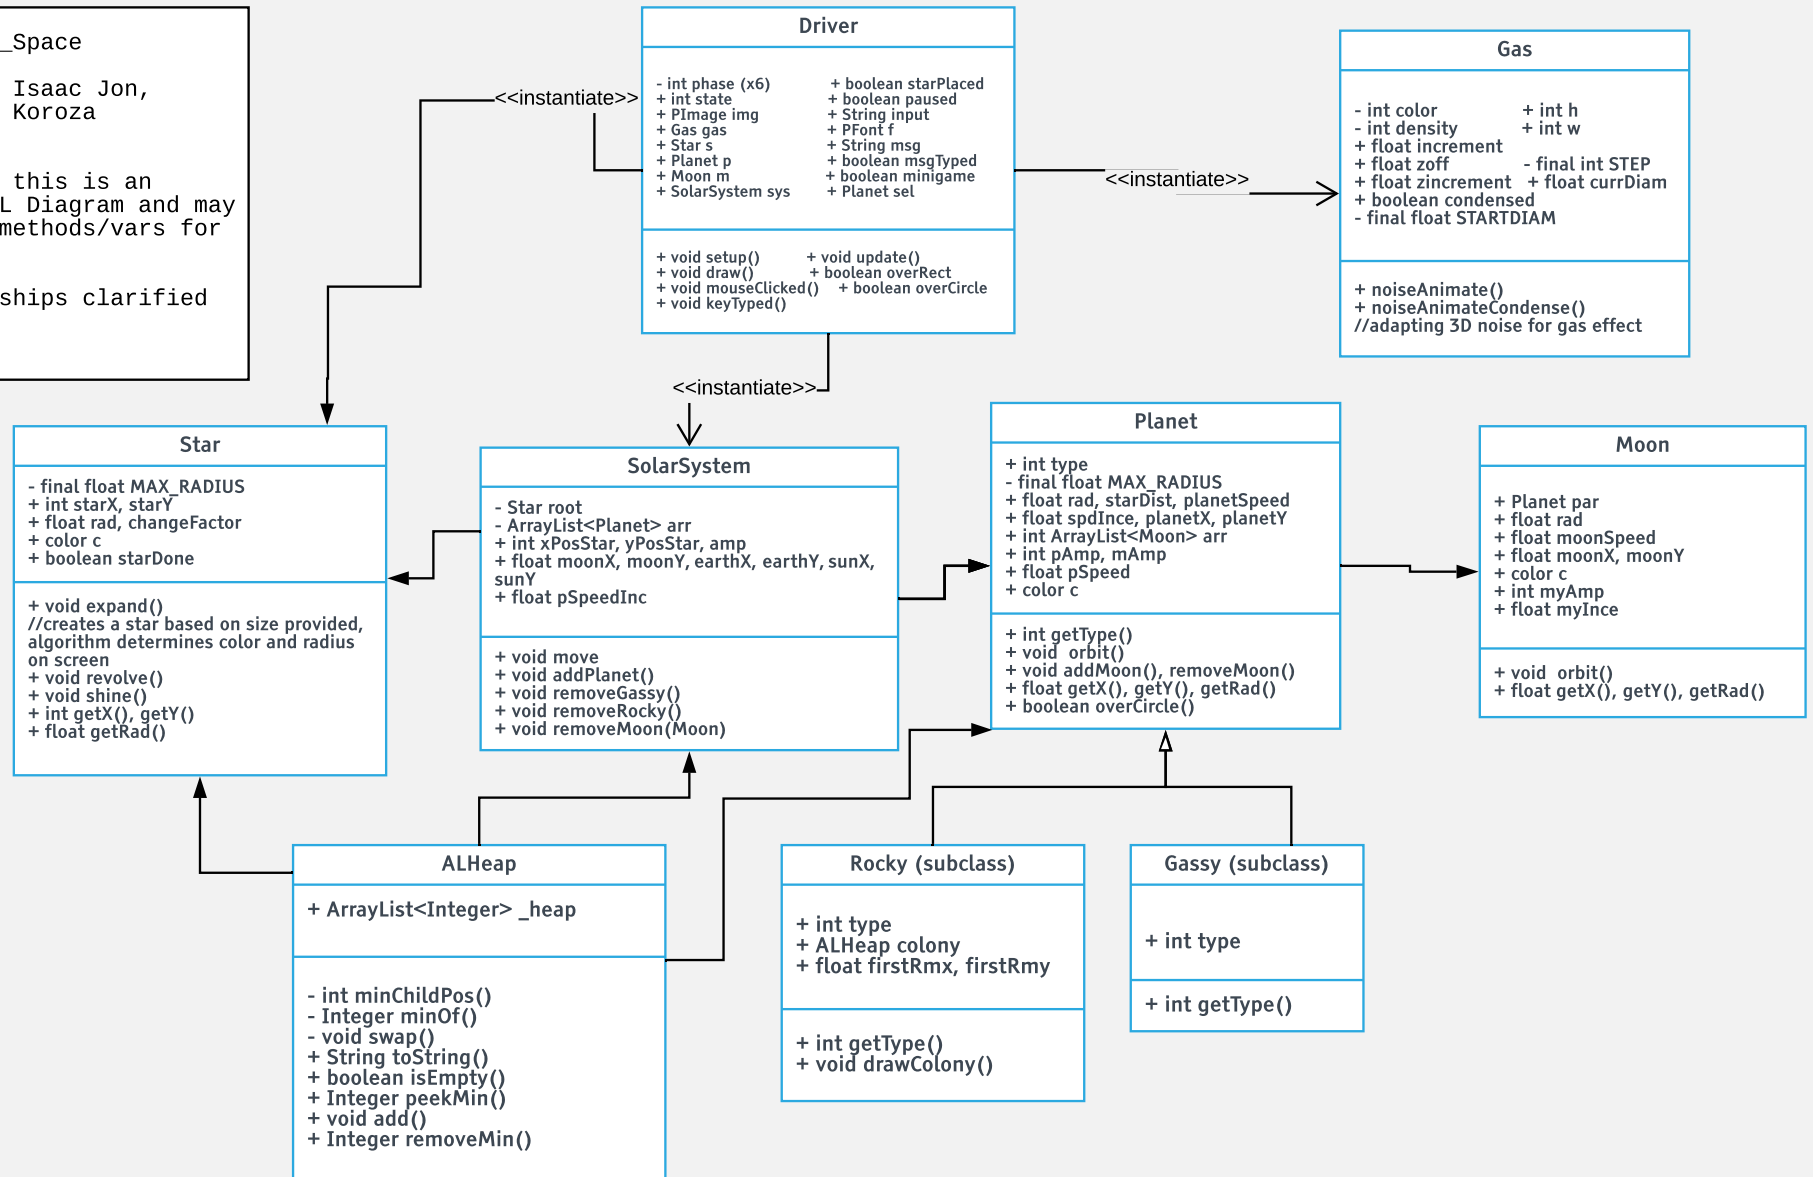 _Space
Isaac Jon,
Koroza
this is an
L Diagram and may
methods/vars for
ships clarified
Driver
- int phase (x6) + boolean starPlaced
+ int state + boolean paused
+ PImage img + String input
+ Gas gas + PFont f
+ Star s + String msg
+ Planet p + boolean msgTyped
+ Moon m + boolean minigame
+ SolarSystem sys + Planet sel
+ void setup() + void update()
+ void draw() + boolean overRect
+ void mouseClicked() + boolean overCircle
+ void keyTyped()
<<instantiate>>
<<instantiate>>
<<instantiate>>
Gas
- int color + int h
- int density + int w
+ float increment
+ float zoff - final int STEP
+ float zincrement + float currDiam
+ boolean condensed
- final float STARTDIAM
+ noiseAnimate()
+ noiseAnimateCondense()
//adapting 3D noise for gas effect
Star
- final float MAX_RADIUS
+ int starX, starY
+ float rad, changeFactor
+ color c
+ boolean starDone
+ void expand()
//creates a star based on size provided,
algorithm determines color and radius
on screen
+ void revolve()
+ void shine()
+ int getX(), getY()
+ float getRad()
SolarSystem
- Star root
- ArrayList<Planet> arr
+ int xPosStar, yPosStar, amp
+ float moonX, moonY, earthX, earthY, sunX,
sunY
+ float pSpeedInc
+ void move
+ void addPlanet()
+ void removeGassy()
+ void removeRocky()
+ void removeMoon(Moon)
Planet
+ int type
- final float MAX_RADIUS
+ float rad, starDist, planetSpeed
+ float spdInce, planetX, planetY
+ int ArrayList<Moon> arr
+ int pAmp, mAmp
+ float pSpeed
+ color c
+ int getType()
+ void  orbit()
+ void addMoon(), removeMoon()
+ float getX(), getY(), getRad()
+ boolean overCircle()
Moon
+ Planet par
+ float rad
+ float moonSpeed
+ float moonX, moonY
+ color c
+ int myAmp
+ float myInce
+ void  orbit()
+ float getX(), getY(), getRad()
ALHeap
+ ArrayList<Integer> _heap
- int minChildPos()
- Integer minOf()
- void swap()
+ String toString()
+ boolean isEmpty()
+ Integer peekMin()
+ void add()
+ Integer removeMin()
Rocky (subclass)
+ int type
+ ALHeap colony
+ float firstRmx, firstRmy
+ int getType()
+ void drawColony()
Gassy (subclass)
+ int type
+ int getType()